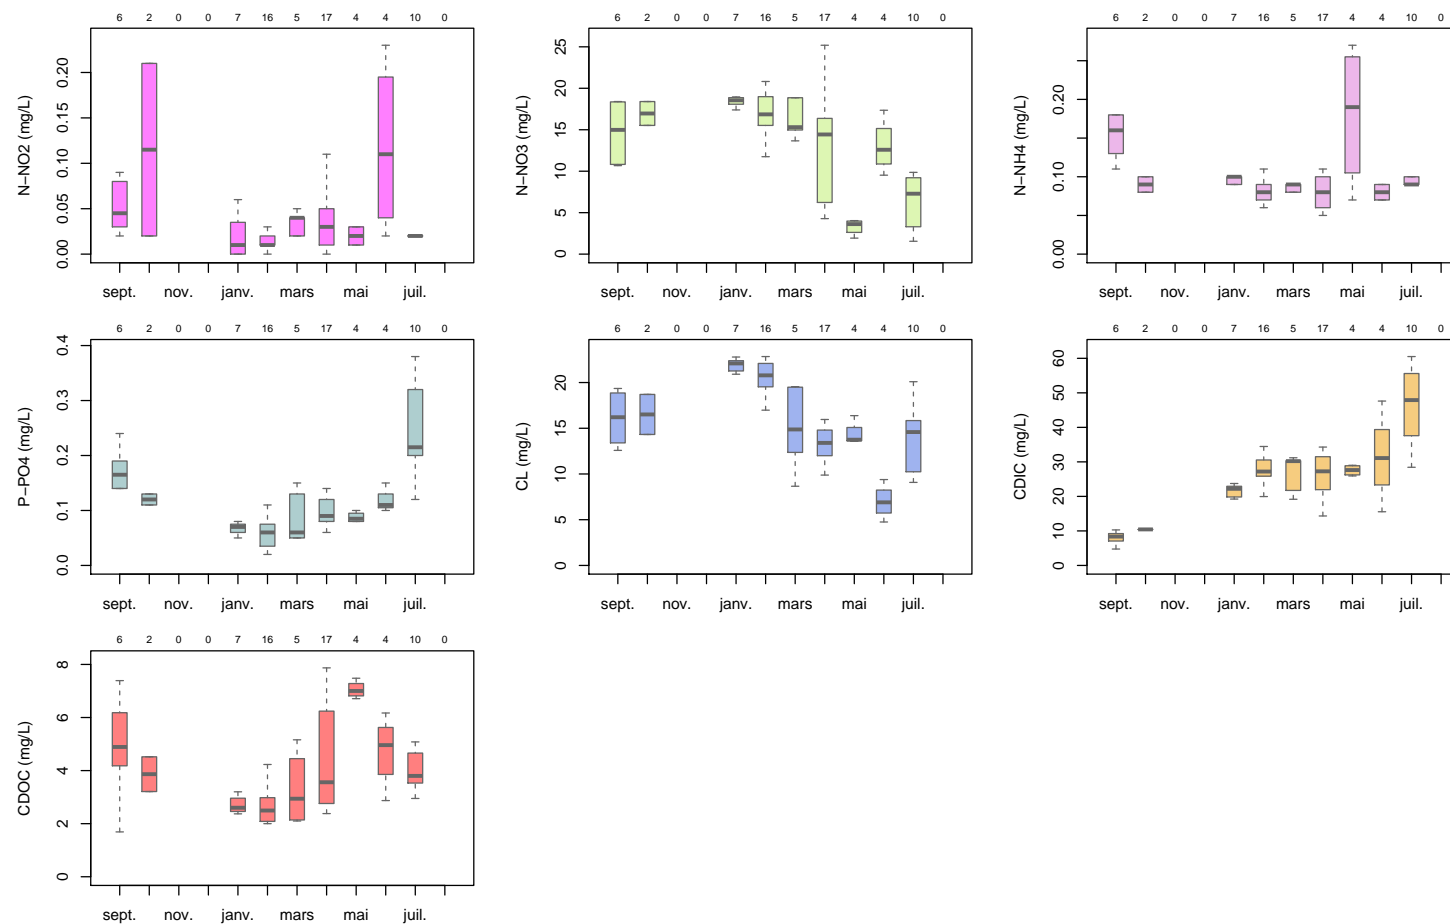 6 2 0 0 7 16 5 17 4 4 10 0
N−NO2 (mg/L)
0.20
0.15
0.10
0.05
0.00
sept. nov. janv. mars mai juil.
6 2 0 0 7 16 5 17 4 4 10 0
N−NO3 (mg/L)
25
20
15
10
5
0
sept. nov. janv. mars mai juil.
6 2 0 0 7 16 5 17 4 4 10 0
N−NH4 (mg/L)
0.20
0.10
0.00
sept. nov. janv. mars mai juil.
6 2 0 0 7 16 5 17 4 4 10 0
P−PO4 (mg/L)
0.4
0.3
0.2
0.1
0.0
sept. nov. janv. mars mai juil.
6 2 0 0 7 16 5 17 4 4 10 0
CL (mg/L)
20
15
10
5
0
sept. nov. janv. mars mai juil.
6 2 0 0 7 16 5 17 4 4 10 0
CDIC (mg/L)
60
50
40
30
20
10
0
sept. nov. janv. mars mai juil.
6 2 0 0 7 16 5 17 4 4 10 0
CDOC (mg/L)
8
6
4
2
0
sept. nov. janv. mars mai juil.